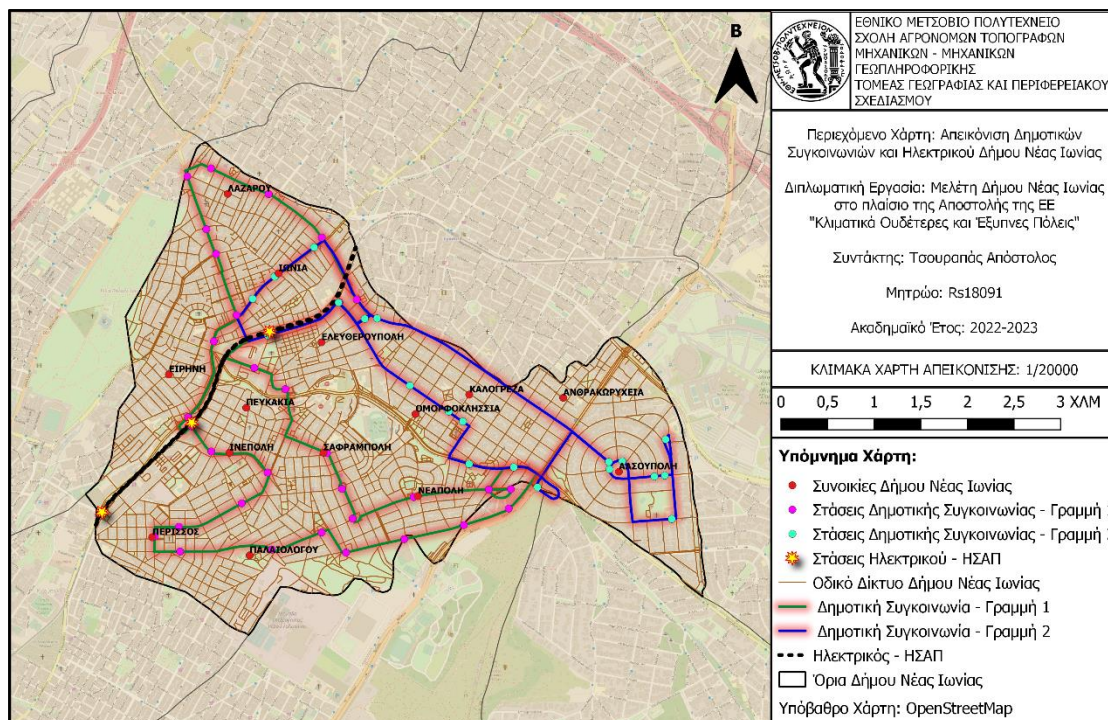 ΕΘΝΙΚΟ ΜΕΤΣΟΒΙΟ ΠΟΛΥΤΕΧΝΕΙΟ
ΣΧΟΛΗ ΑΓΡΟΝΟΜΩΝ ΤΟΠΟΓΡΑΦΩΝ
ΜΗΧΑΝΙΚΩΝ - ΜΗΧΑΝΙΚΩΝ
ΓΕΩΠΛΗΡΟΦΟΡΙΚΗΣ
ΤΟΜΕΑΣ ΓΕΩΓΡΑΦΙΑΣ ΚΑΙ ΠΕΡΙΦΕΡΕΙΑΚΟΥ
ΣΧΕΔΙΑΣΜΟΥ
Περιεχόμενο Χάρτη: Απεικόνιση Δημοτικών
Συγκοινωνιών και Ηλεκτρικού Δήμου Νέας Ιωνίας
Διπλωματική Εργασία: Μελέτη Δήμου Νέας Ιωνίας
στο πλαίσιο της Αποστολής της ΕΕ
"Κλιματικά Ουδέτερες και Έξυπνες Πόλεις"
Συντάκτης: Τσουραπάς Απόστολος
Μητρώο: Rs18091
Ακαδημαϊκό Έτος: 2022-2023
ΚΛΙΜΑΚΑ ΧΑΡΤΗ ΑΠΕΙΚΟΝΙΣΗΣ: 1/20000
0 0,5 1 1,5 2 2,5 3 ΧΛΜ
Υπόμνημα Χάρτη:
Συνοικίες Δήμου Νέας Ιωνίας
Στάσεις Δημοτικής Συγκοινωνίας - Γραμμή
Στάσεις Δημοτικής Συγκοινωνίας - Γραμμή
Στάσεις Ηλεκτρικού - ΗΣΑΠ
Οδικό Δίκτυο Δήμου Νέας Ιωνίας
Δημοτική Συγκοινωνία - Γραμμή 1
Δημοτική Συγκοινωνία - Γραμμή 2
Ηλεκτρικός - ΗΣΑΠ
Όρια Δήμου Νέας Ιωνίας
Υπόβαθρο Χάρτη: OpenStreetMap
Β
ΛΑΖΑΡΟΥ
ΙΩΝΙΑ
ΕΛΕΥΘΕΡΟΥΠΟΛΗ
ΕΙΡΗΝΗ
ΚΑΛΟΓΡΕΖΑ
ΑΝΘΡΑΚΩΡΥΧΕΙΑ
ΠΕΥΚΑΚΙΑ
ΟΜΟΡΦΟΚΛΗΣΣΙΑ
ΙΝΕΠΟΛΗ
ΣΑΦΡΑΜΠΟΛΗ
ΑΛΣΟΥΠΟΛΗ
ΝΕΑΠΟΛΗ
ΠΕΡΙΣΣΟΣ
ΠΑΛΑΙΟΛΟΓΟΥ